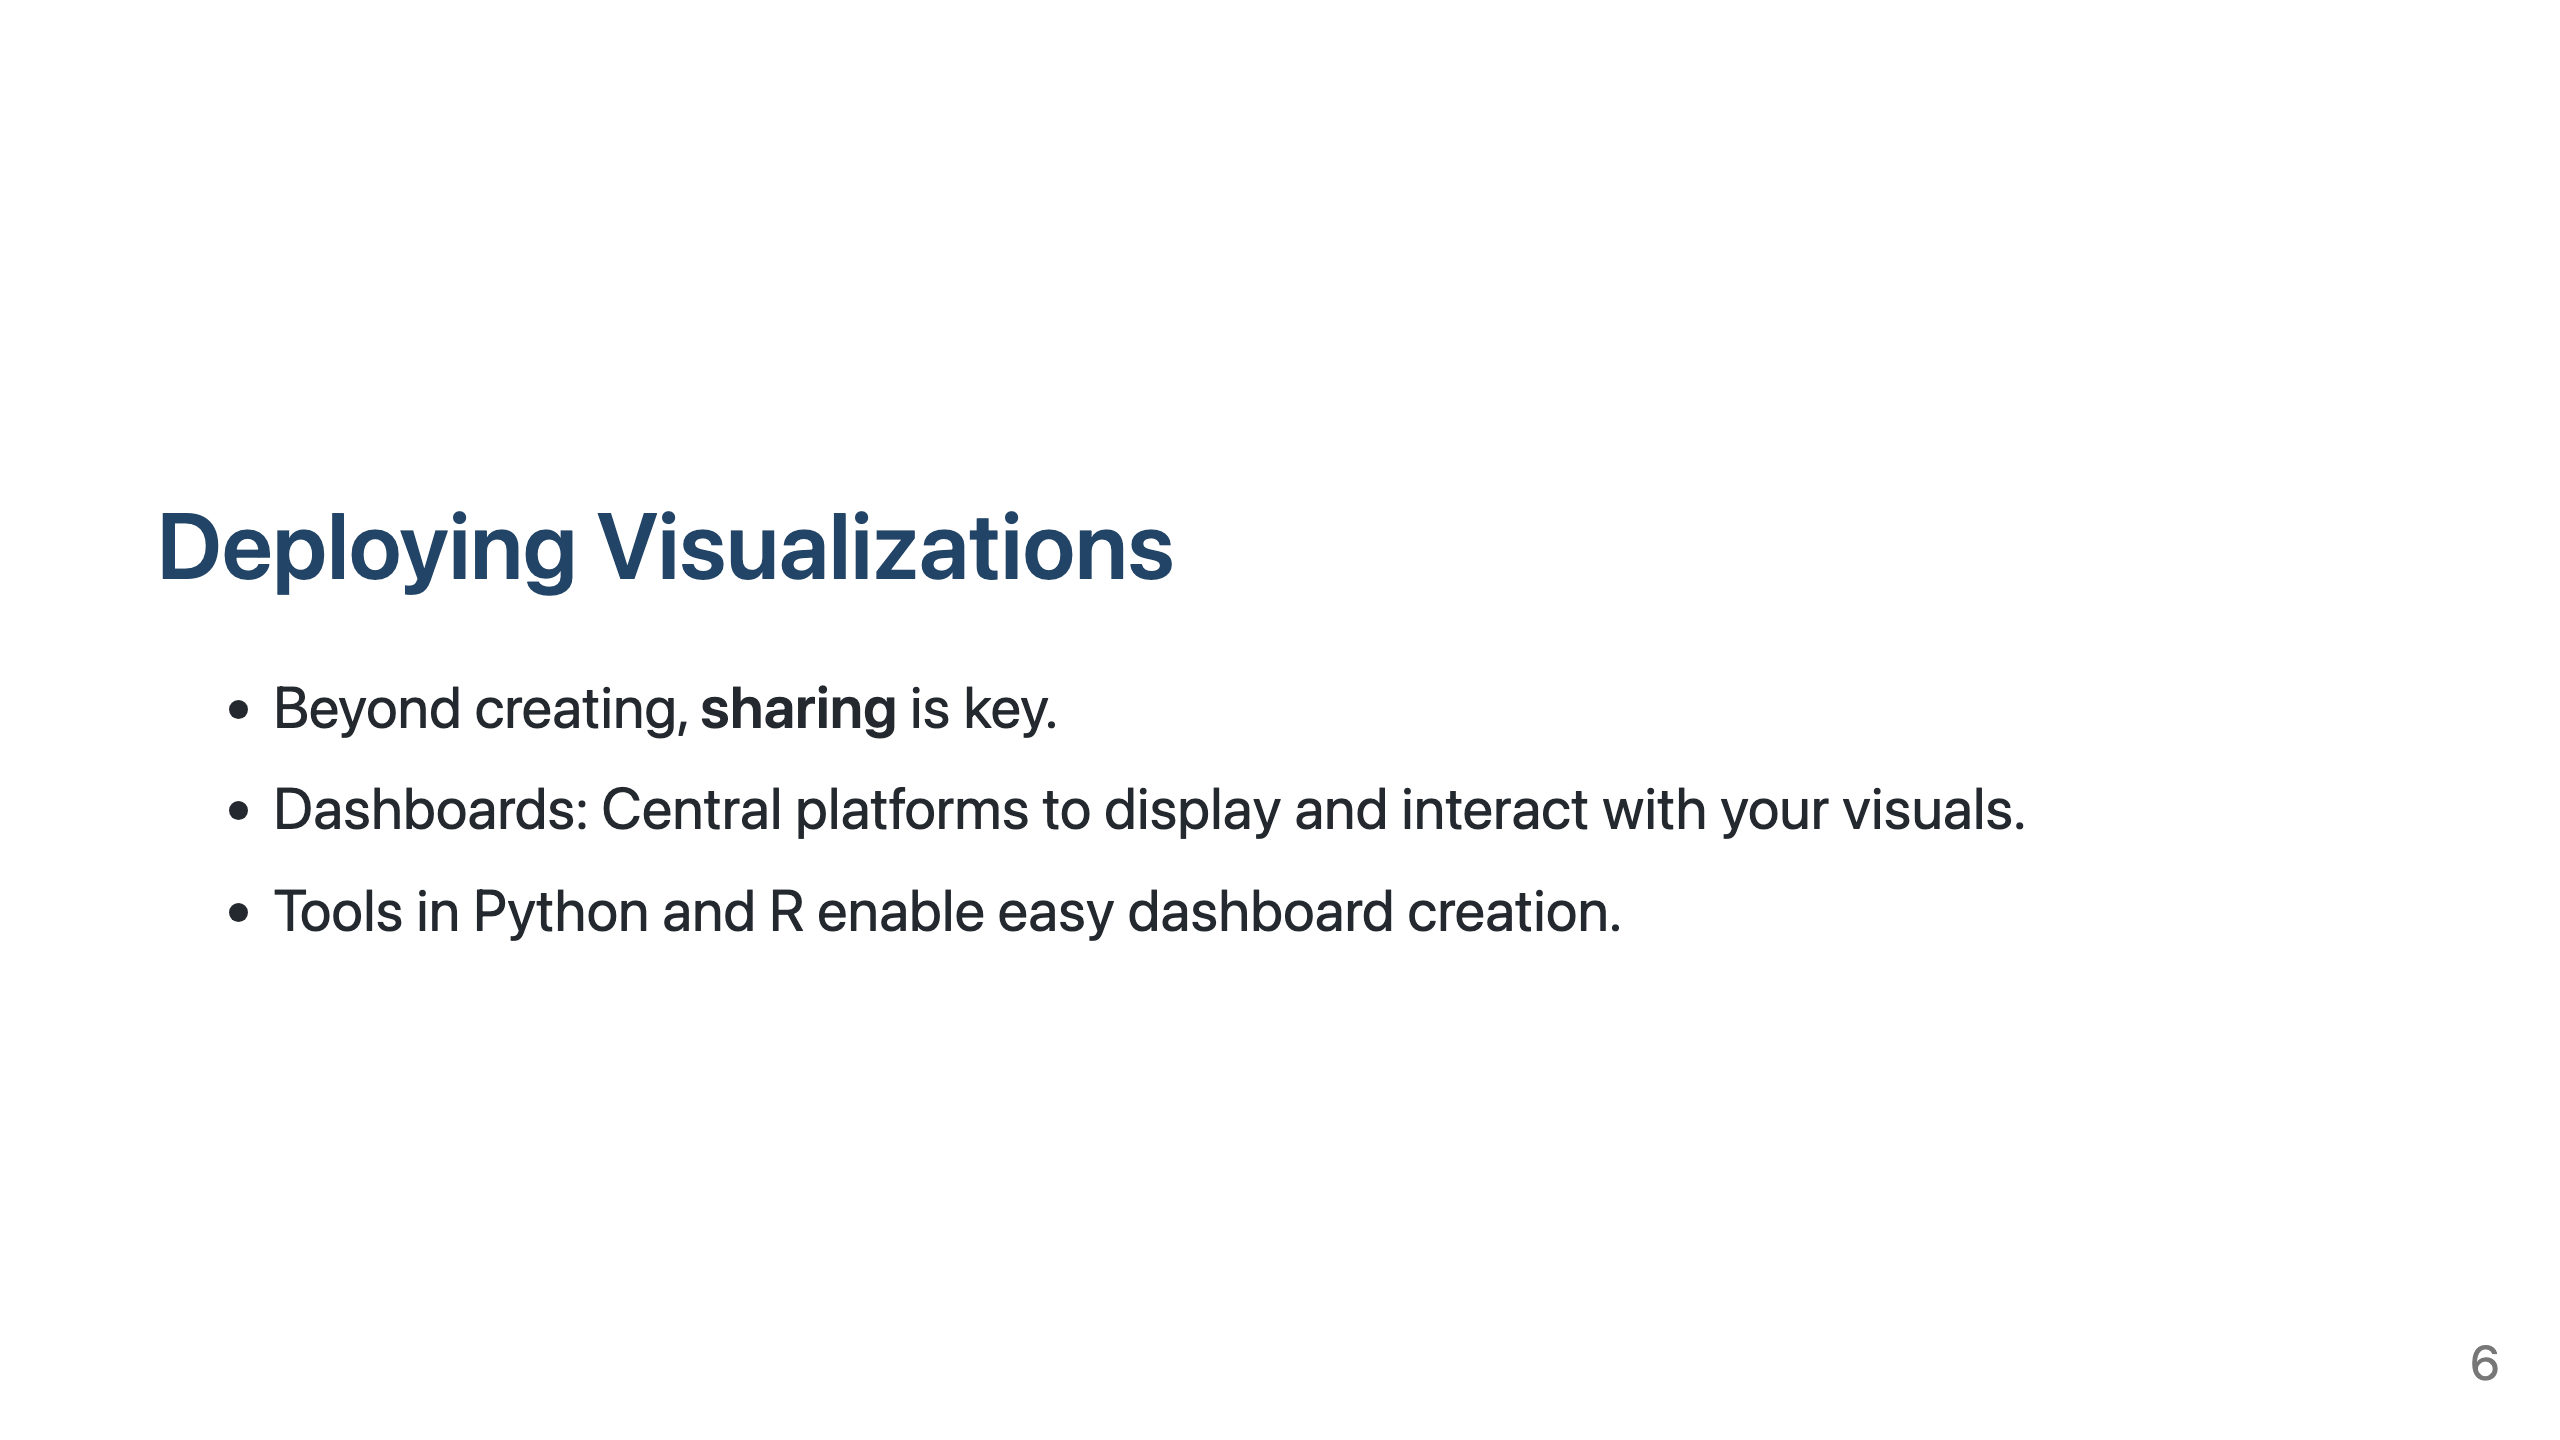 Deploying Visualizations
• Beyond creating, sharing is key.
• Dashboards: Central platforms to display and interact with your visuals.
• Tools in Python and R enable easy dashboard creation.
6